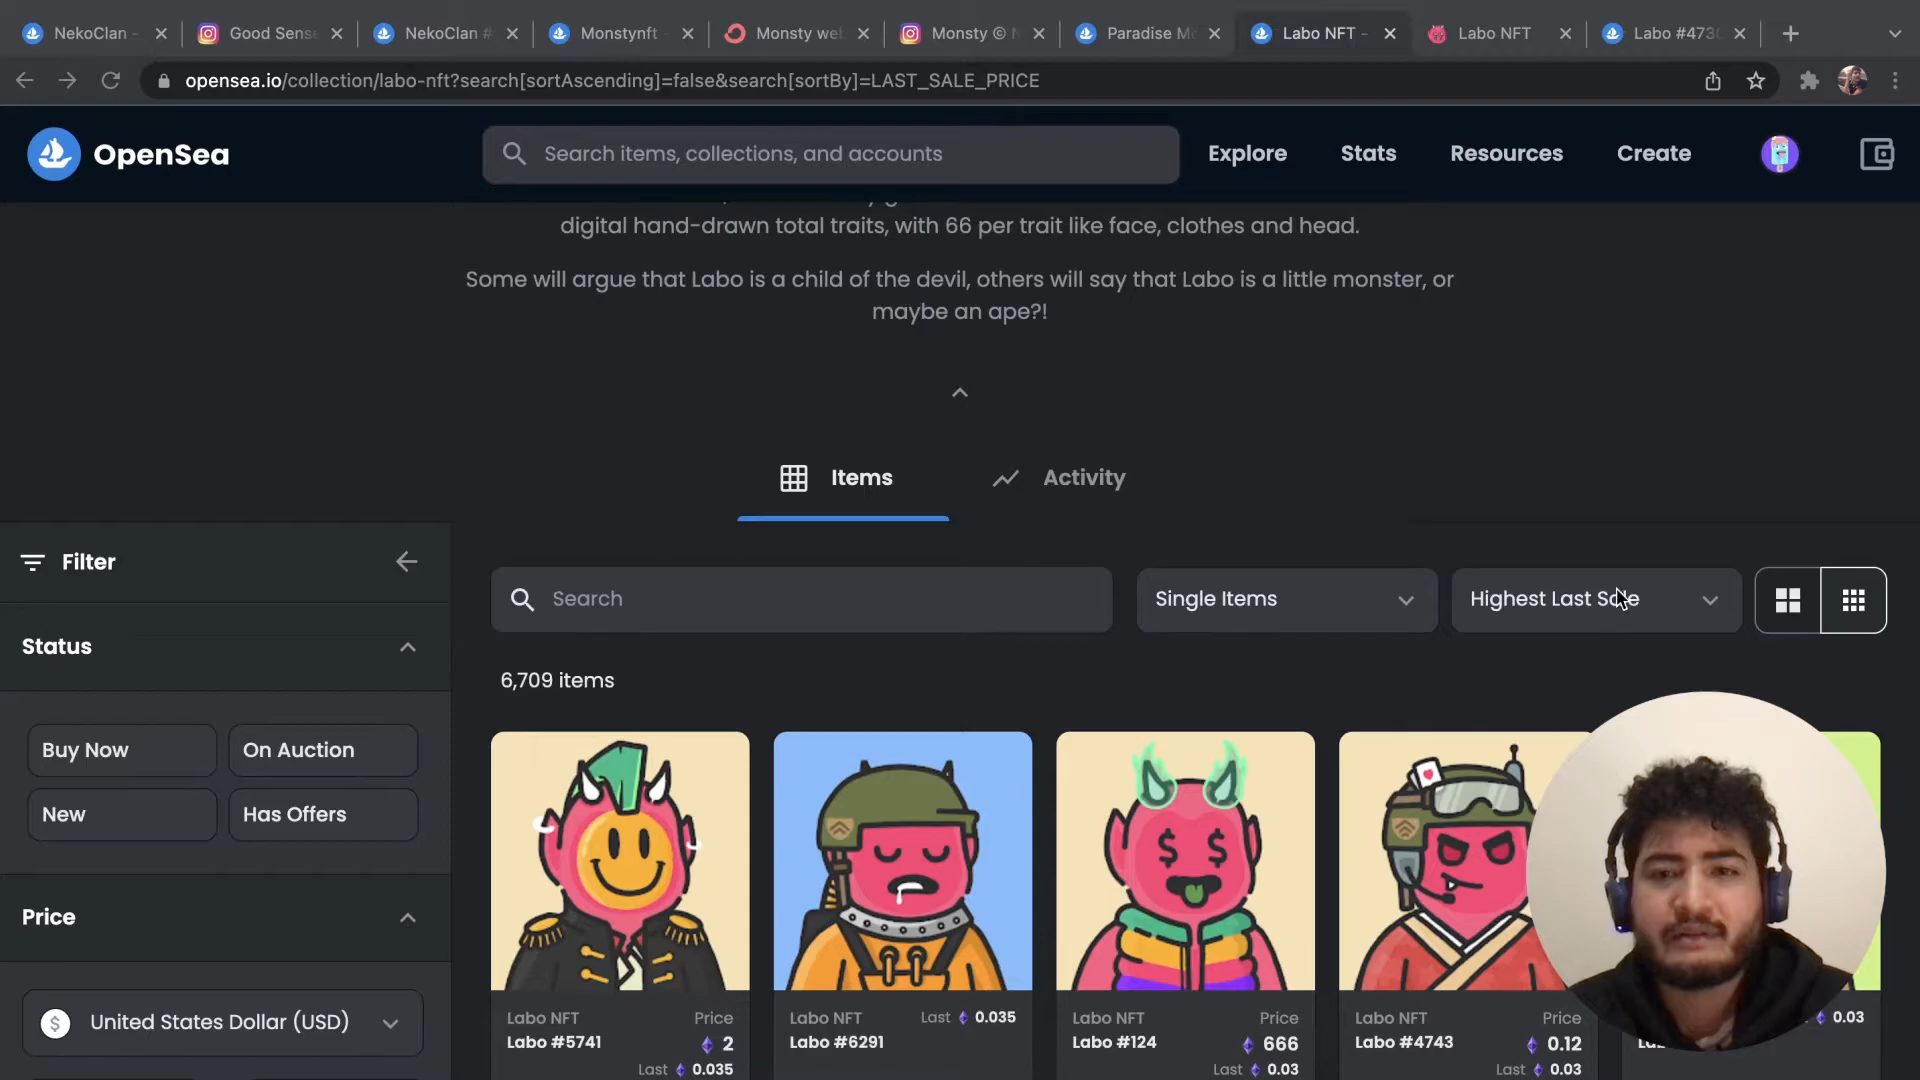 NekoClan -
Good Sense
NekoClan #
Monstynft -
Monsty web
Monsty © N
Paradise Mo
Labo NFT -
Labo NFT
Labo #4730
opensea.io/collection/labo-nft?search[sortAscending]=false&search[sortBy]=LAST_SALE_PRICE
OpenSea
Search items, collections, and accounts
Explore
Stats
Resources
Create
digital hand-drawn total traits, with 66 per trait like face, clothes and head.
Some will argue that Labo is a child of the devil, others will say that Labo is a little monster, or
maybe an ape?!
Items
Activity
Filter
Search
Single Items
Highest Last Sale
Status
6,709 items
Buy Now
On Auction
New
Has Offers
Price
United States Dollar (USD)
Labo NFT
Price
Labo #5741
2
Last 0.035
Labo NFT
Last 0.035
Labo #6291
Labo NFT
Price
Labo #124
666
Last 0.03
Labo NFT
Price
Labo #4743
0.12
Last 0.03
0.03